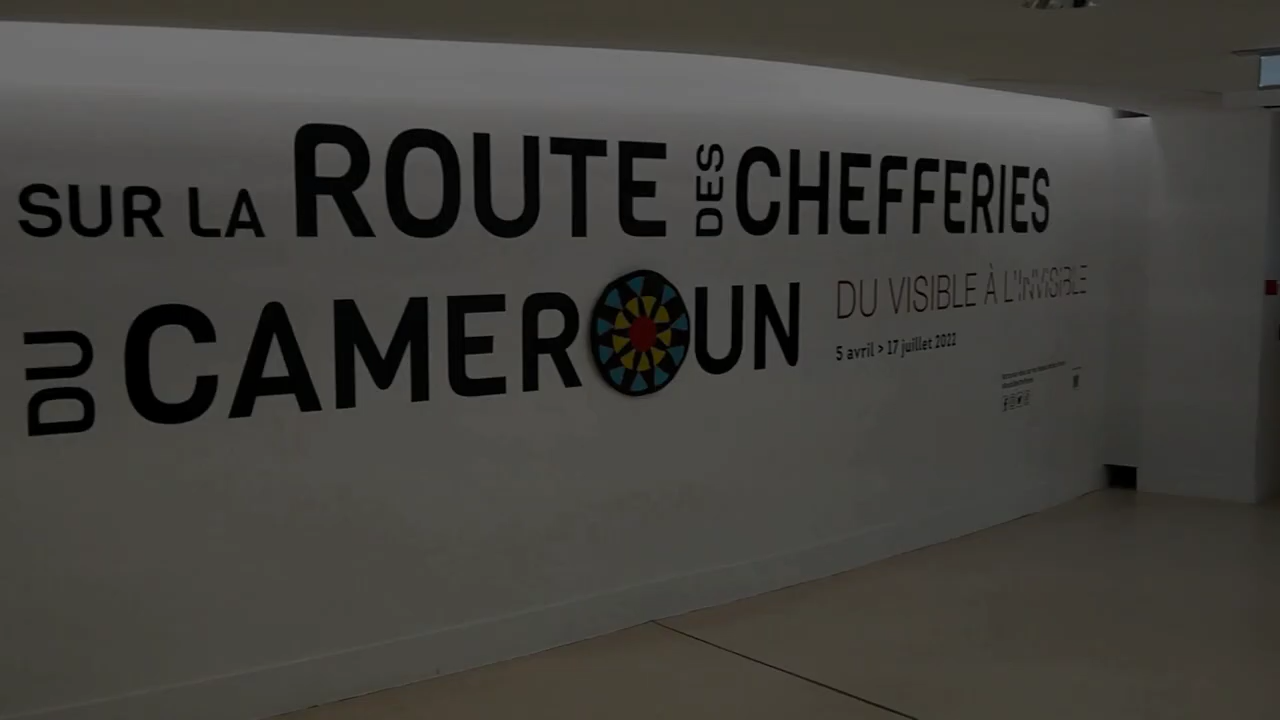 SUR LA ROUTE DES CHEFFERIES
DU CAMEROUN
DU VISIBLE À L'INVISIBLE
5 avril > 17 juillet 2022